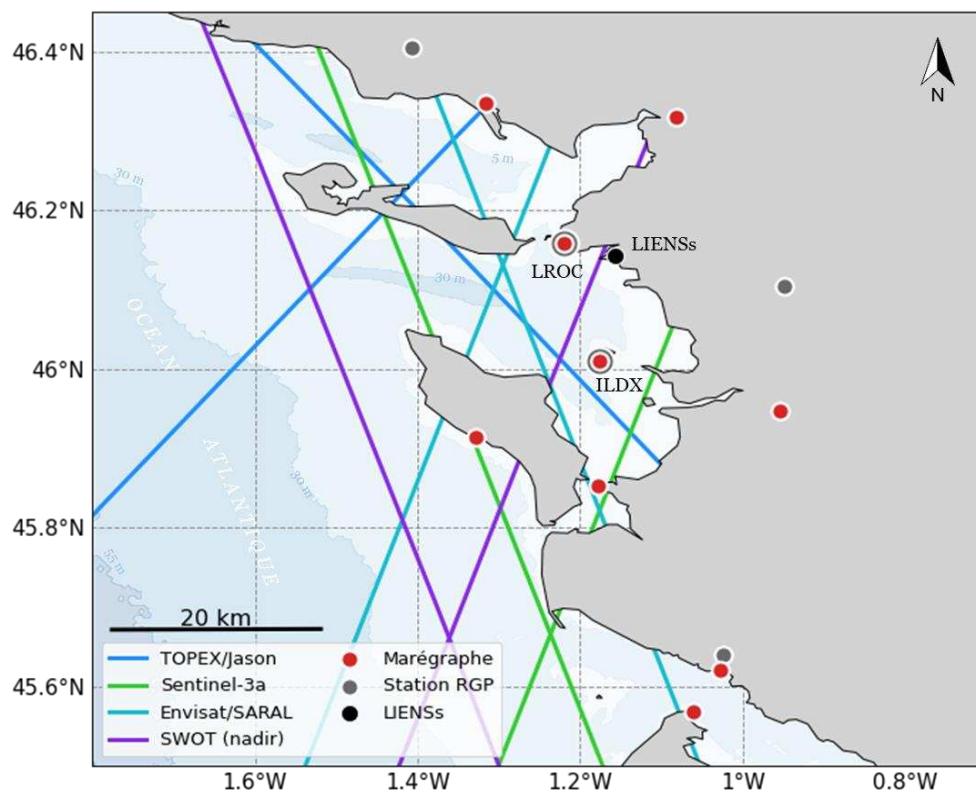 46.4°N
N
5 m
30 m
46.2°N
LIENSs
LROC
30 m
OCEAN
46°N
ILDX
ATLANTIQUE
30 m
45.8°N
55 m
20 km
TOPEX/Jason
Marégraphe
Sentinel-3a
Station RGP
45.6°N
Envisat/SARAL
LIENSs
SWOT (nadir)
1.6°W
1.4°W
1.2°W
1°W
0.8°W